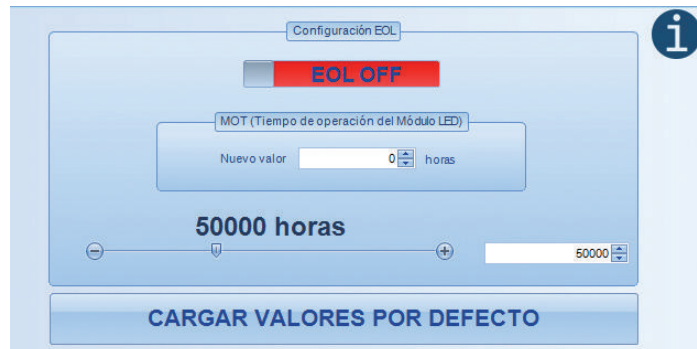 Configuración EOL
EOL OFF
MOT (Tiempo de operación del Módulo LED)
Nuevo valor 0 horas
50000 horas
50000
CARGAR VALORES POR DEFECTO